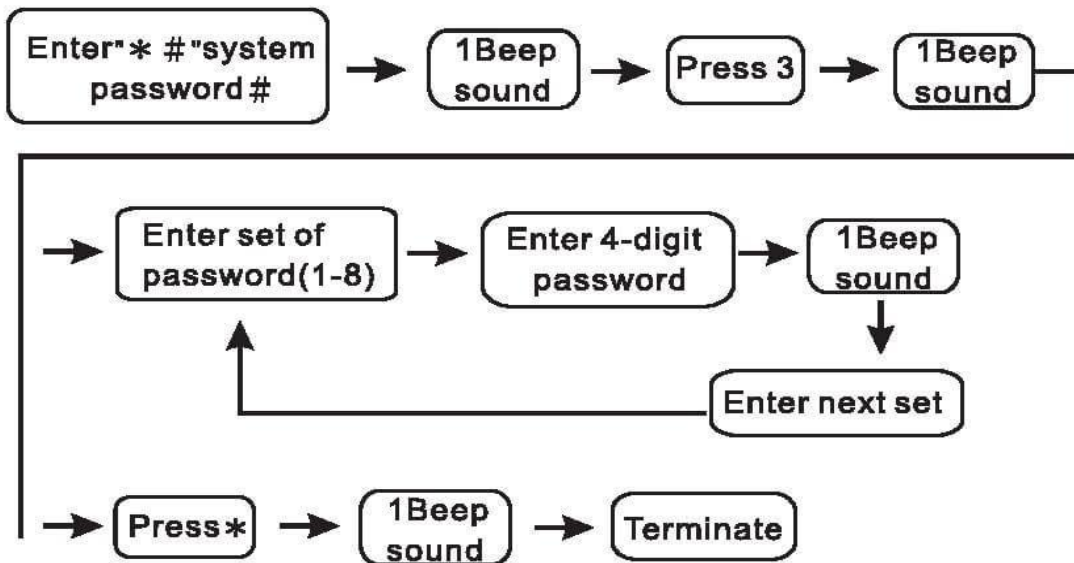 Enter"* #"system
password #
1Beep
sound
Press 3
1Beep
sound
Enter set of
password(1-8)
Enter 4-digit
password
1Beep
sound
Enter next set
Press *
1Beep
sound
Terminate